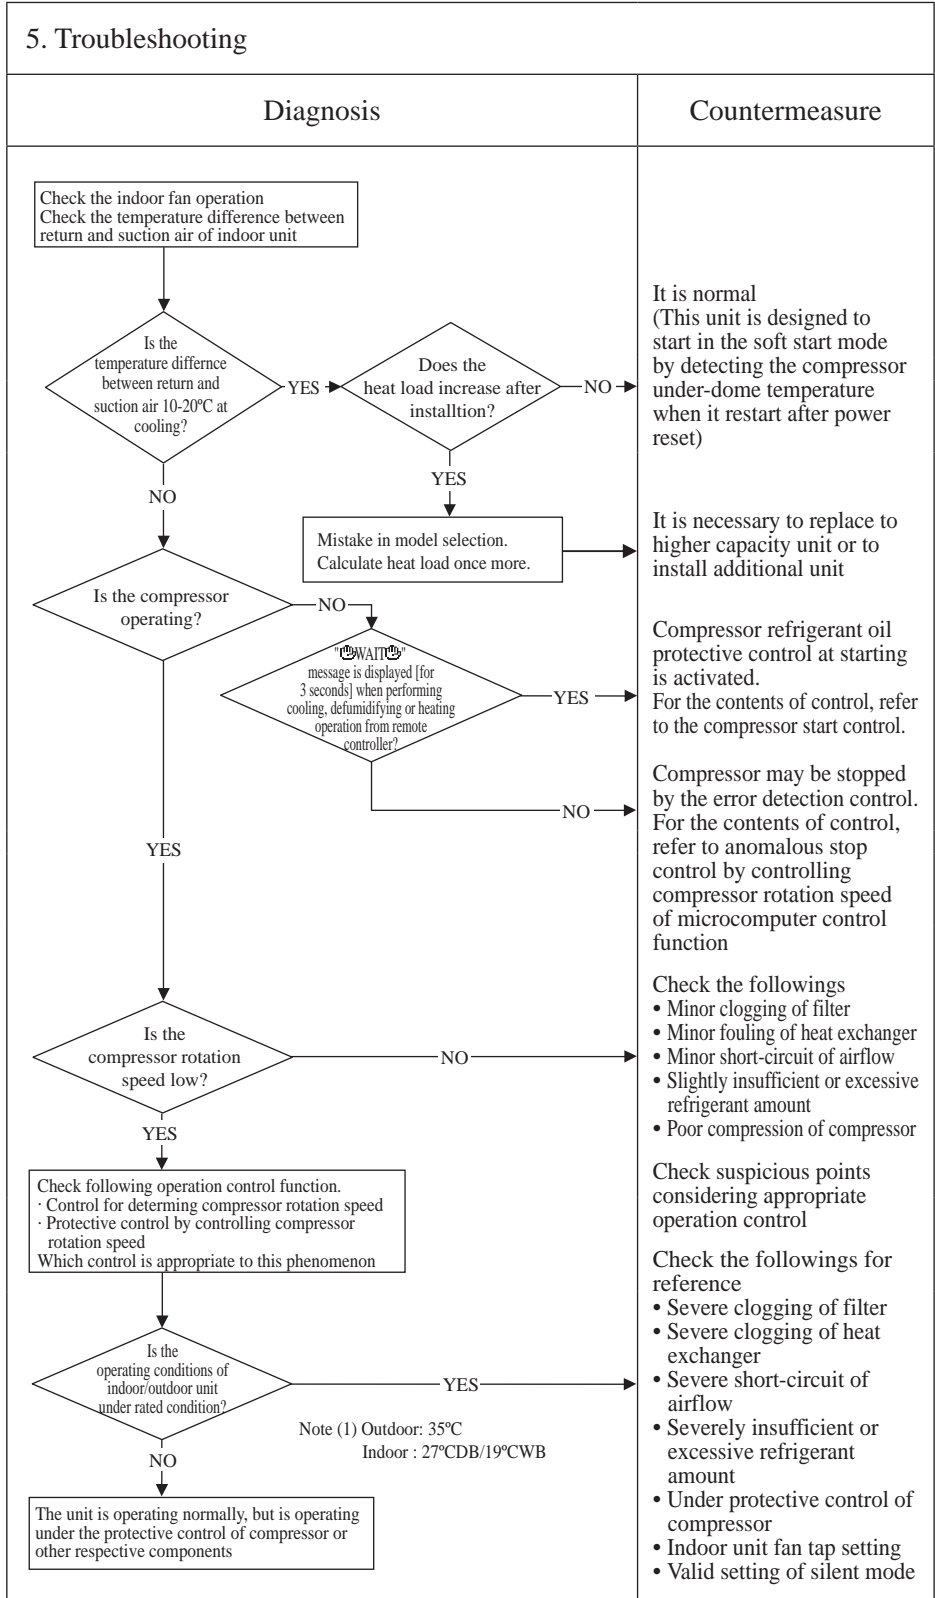 5. Troubleshooting
Diagnosis
Countermeasure
Check the indoor fan operation
Check the temperature difference between
return and suction air of indoor unit
Is the
temperature differnce
between return and
suction air 10-20ºC at
cooling?
YES
Does the
heat load increase after
installtion?
NO
It is normal
(This unit is designed to
start in the soft start mode
by detecting the compressor
under-dome temperature
when it restart after power
reset)
YES
NO
Mistake in model selection.
Calculate heat load once more.
It is necessary to replace to
higher capacity unit or to
install additional unit
Is the compressor
operating?
NO
"WAIT"
message is displayed [for
3 seconds] when performing
cooling, defumidifying or heating
operation from remote
controller?
YES
Compressor refrigerant oil
protective control at starting
is activated.
For the contents of control, refer
to the compressor start control.
NO
Compressor may be stopped
by the error detection control.
For the contents of control,
refer to anomalous stop
control by controlling
compressor rotation speed
of microcomputer control
function
YES
Is the
compressor rotation
speed low?
NO
Check the followings
• Minor clogging of filter
• Minor fouling of heat exchanger
• Minor short-circuit of airflow
• Slightly insufficient or excessive
refrigerant amount
• Poor compression of compressor
YES
Check following operation control function.
· Control for determing compressor rotation speed
· Protective control by controlling compressor
rotation speed
Which control is appropriate to this phenomenon
Check suspicious points
considering appropriate
operation control
Is the
operating conditions of
indoor/outdoor unit
under rated condition?
YES
Note (1) Outdoor: 35ºC
Indoor : 27ºCDB/19ºCWB
Check the followings for
reference
• Severe clogging of filter
• Severe clogging of heat
exchanger
• Severe short-circuit of
airflow
• Severely insufficient or
excessive refrigerant
amount
• Under protective control of
compressor
• Indoor unit fan tap setting
• Valid setting of silent mode
NO
The unit is operating normally, but is operating
under the protective control of compressor or
other respective components